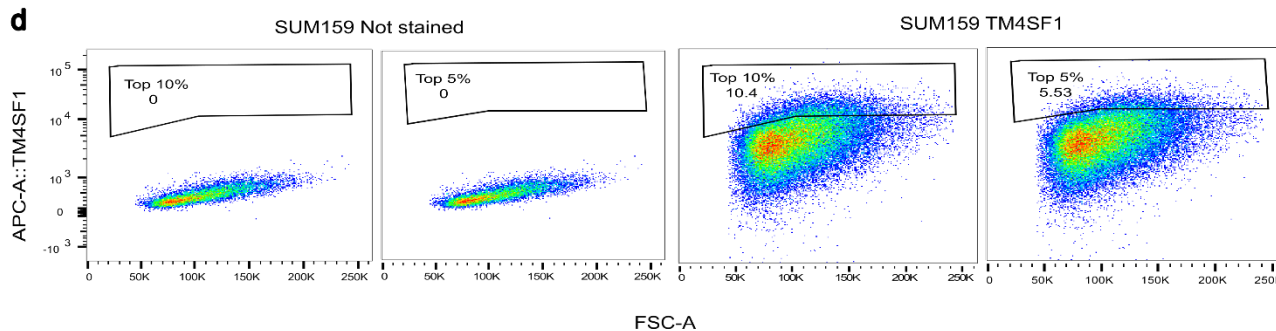 d
SUM159 Not stained
SUM159 TM4SF1
APC-A::TM4SF1
10^5
10^4
10^3
0
-10^3
Top 10%
0
Top 5%
0
Top 10%
10.4
Top 5%
5.53
0 50K 100K 150K 200K 250K
0 50K 100K 150K 200K 250K
0 50K 100K 150K 200K 250K
0 50K 100K 150K 200K 250K
FSC-A